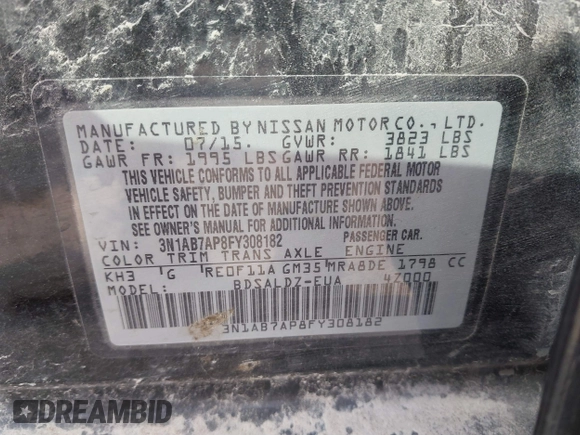 MANUFACTURED BY NISSAN MOTOR CO., LTD.
DATE: 07/15. GVWR: 3823 LBS
GAWR FR: 1995 LBS GAWR RR: 1841 LBS
THIS VEHICLE CONFORMS TO ALL APPLICABLE FEDERAL MOTOR
VEHICLE SAFETY, BUMPER AND THEFT PREVENTION STANDARDS
IN EFFECT ON THE DATE OF MANUFACTURE SHOWN ABOVE.
SEE OWNER'S MANUAL FOR ADDITIONAL INFORMATION.
VIN: 3N1AB7AP8FY308182 PASSENGER CAR.
COLOR TRIM TRANS AXLE ENGINE
KH3 G RE0F11A GM35 MRA8DE 1798 CC
MODEL: BDSALDZ-EUA 47000
3N1AB7AP8FY308182
DREAMBID